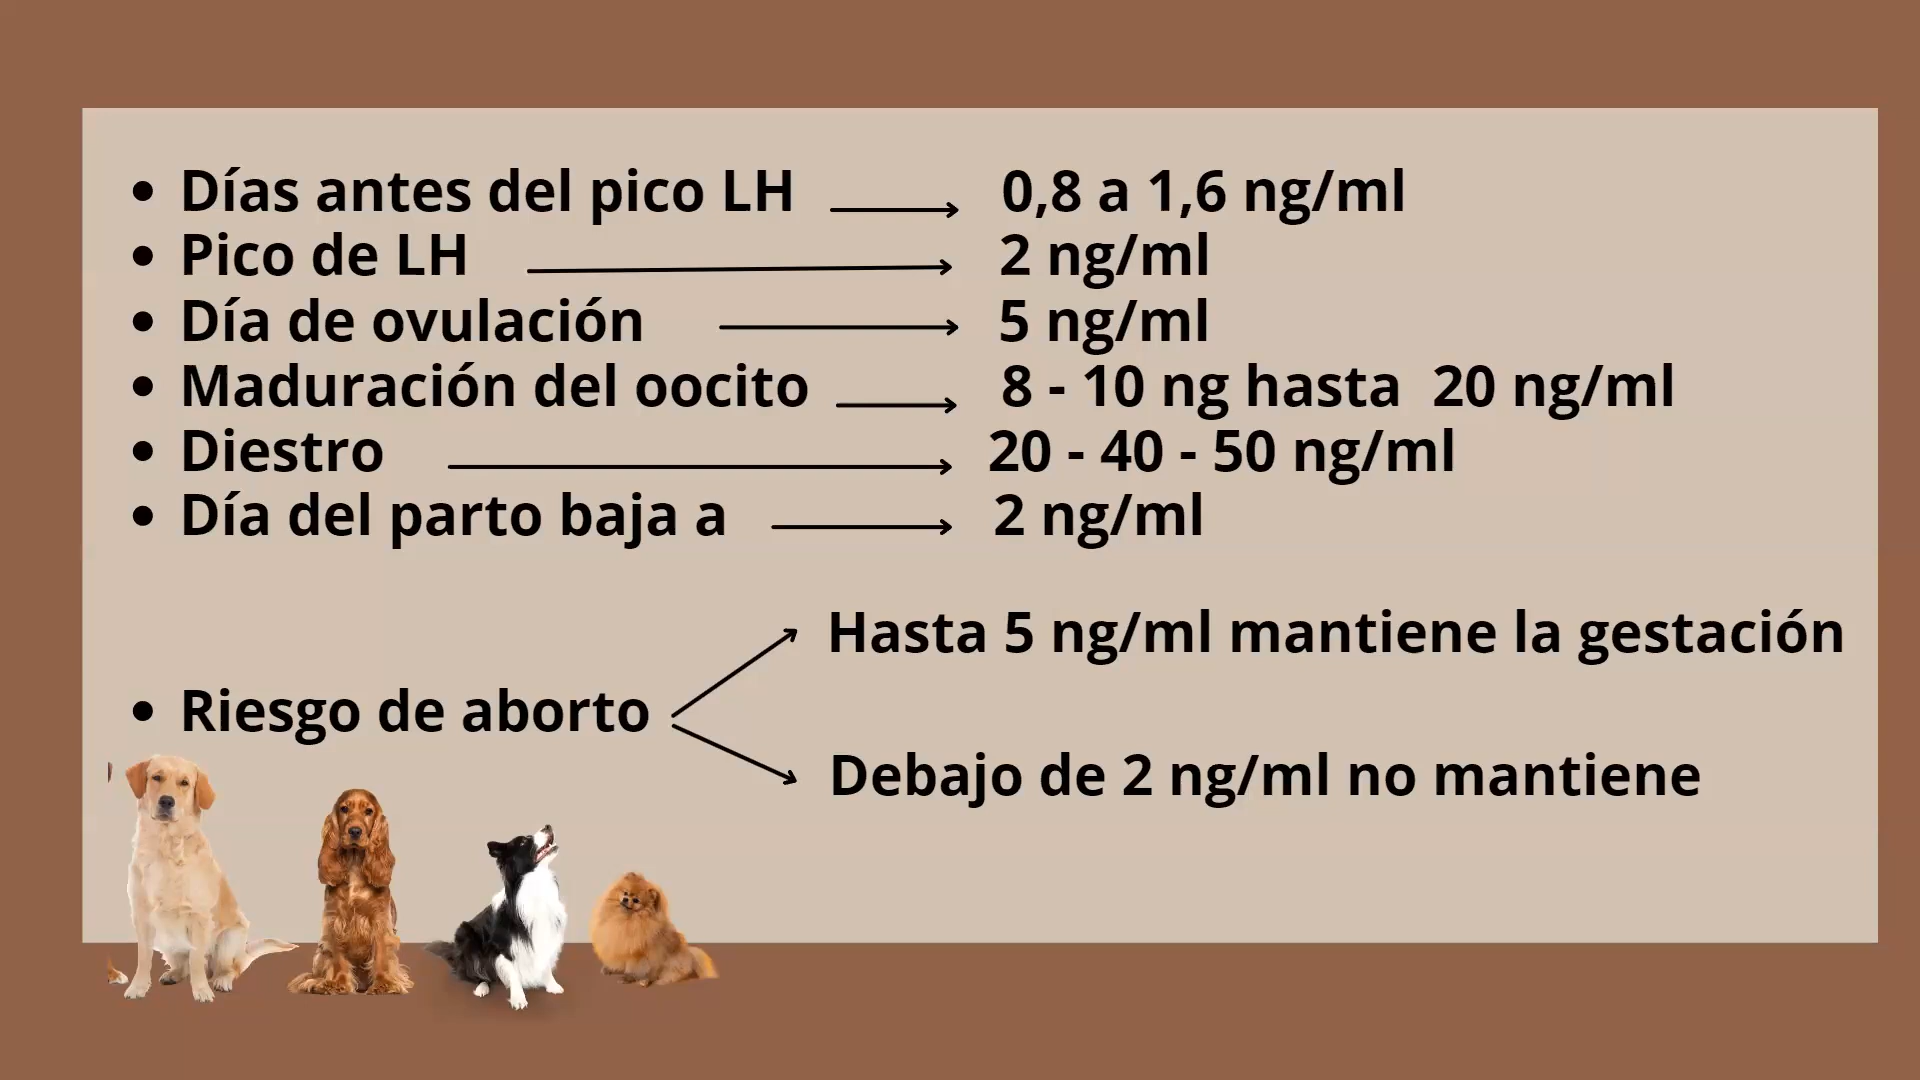 Días antes del pico LH 0,8 a 1,6 ng/ml
Pico de LH 2 ng/ml
Día de ovulación 5 ng/ml
Maduración del oocito 8 - 10 ng hasta 20 ng/ml
Diestro 20 - 40 - 50 ng/ml
Día del parto baja a 2 ng/ml
Hasta 5 ng/ml mantiene la gestación
Riesgo de aborto
Debajo de 2 ng/ml no mantiene